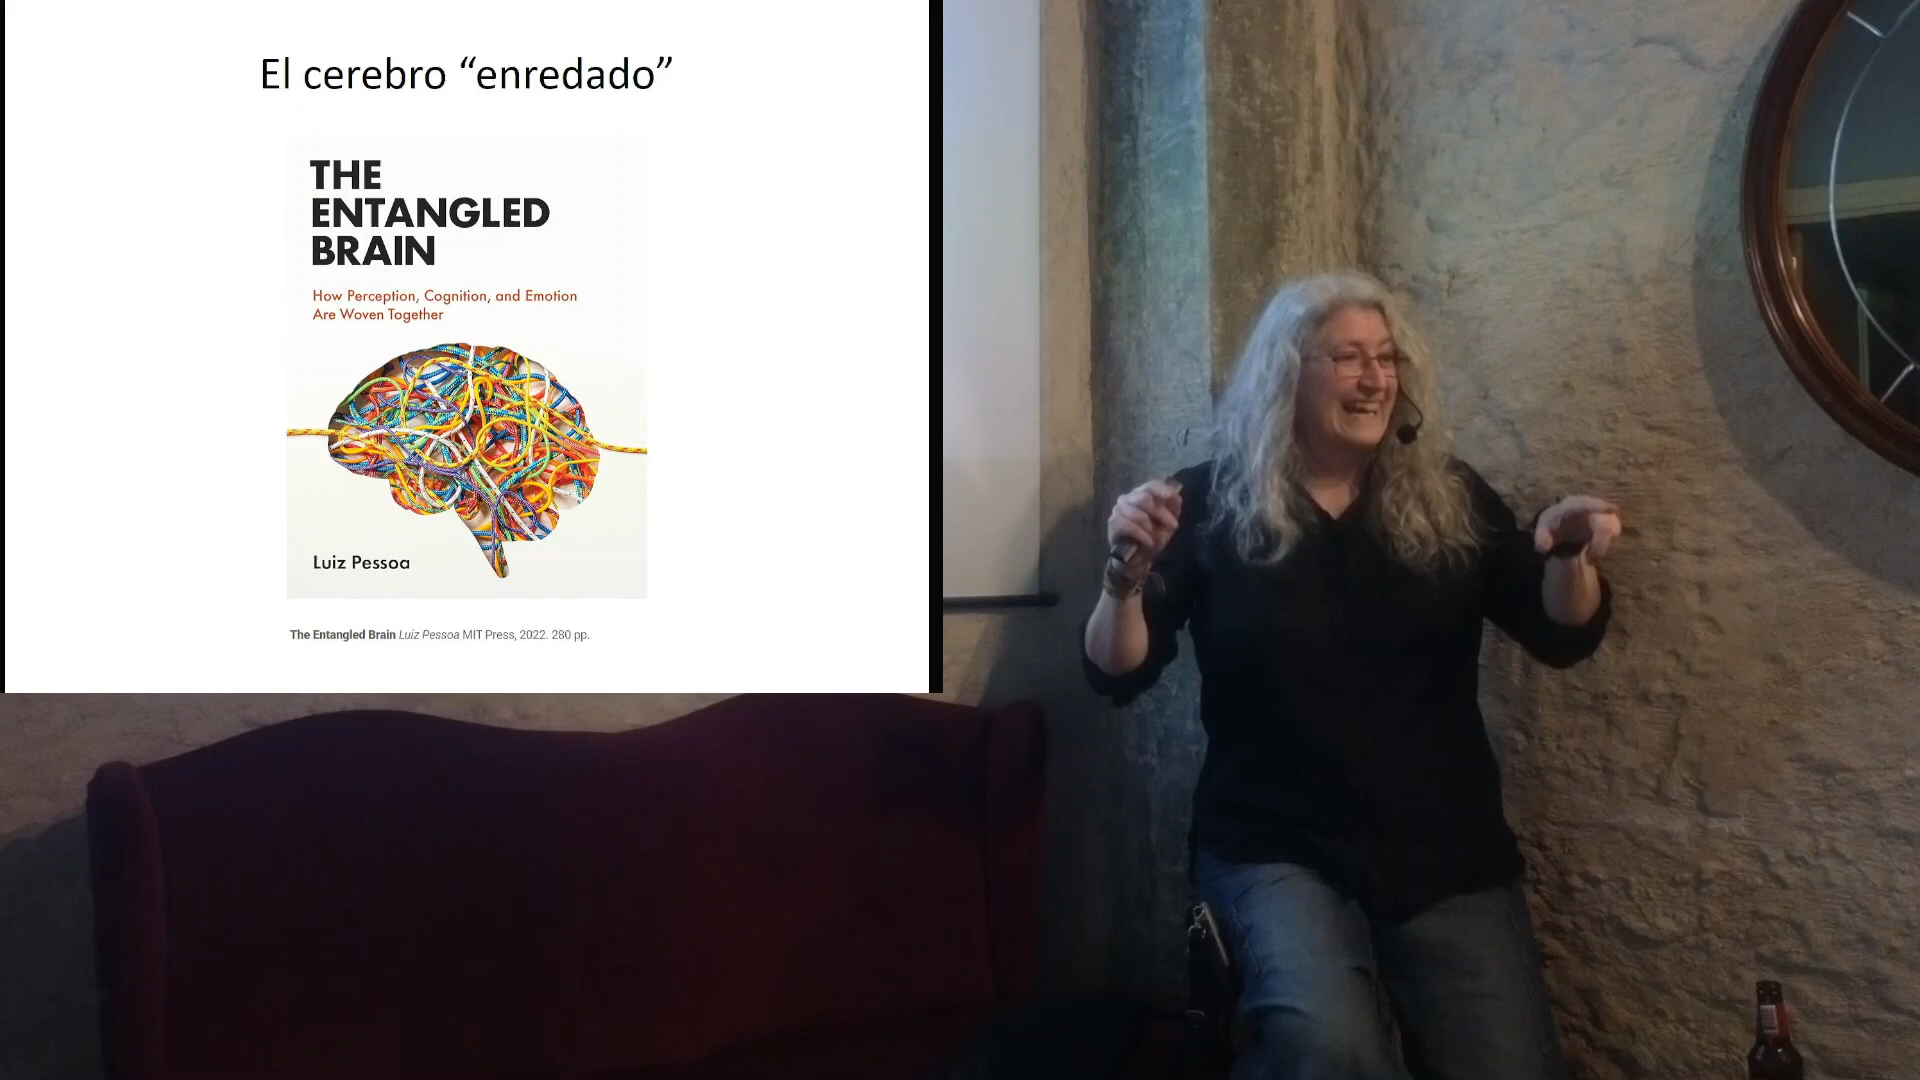 El cerebro “enredado”
THE
ENTANGLED
BRAIN
How Perception, Cognition, and Emotion
Are Woven Together
Luiz Pessoa
The Entangled Brain Luiz Pessoa MIT Press, 2022. 280 pp.